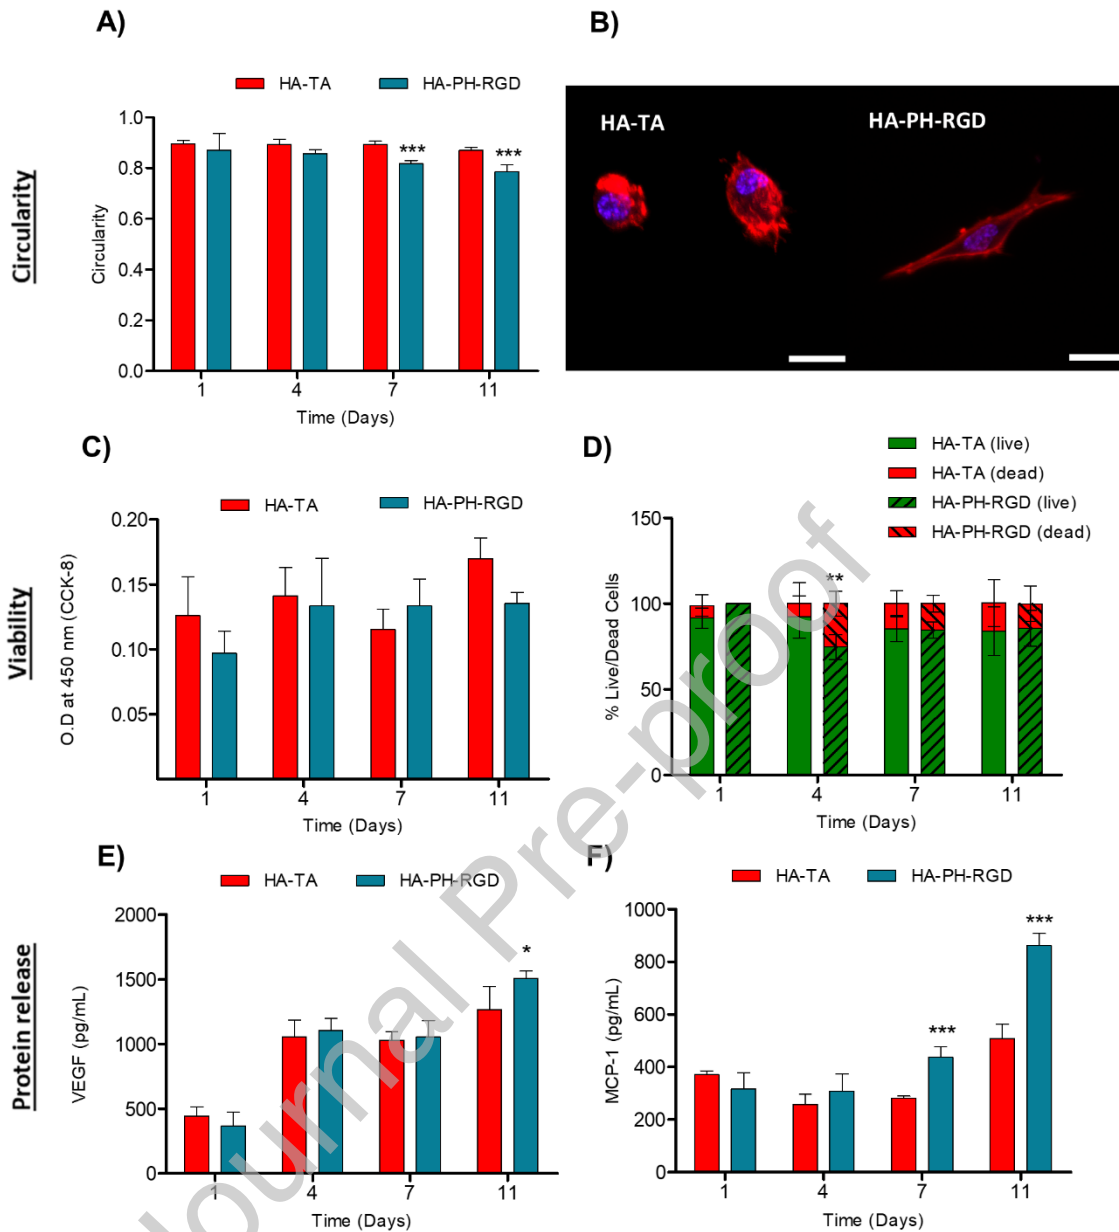 A)
HA-TA HA-PH-RGD
Circularity
Circularity
1.0
0.8
0.6
0.4
0.2
0.0
***
***
1 4 7 11
Time (Days)
B)
HA-TA
HA-PH-RGD
C)
HA-TA HA-PH-RGD
Viability
O.D at 450 nm (CCK-8)
0.20
0.15
0.10
0.05
1 4 7 11
Time (Days)
D)
HA-TA (live)
HA-TA (dead)
HA-PH-RGD (live)
HA-PH-RGD (dead)
% Live/Dead Cells
150
100
50
0
**
1 4 7 11
Time (Days)
E)
HA-TA HA-PH-RGD
Protein release
VEGF (pg/mL)
2000
1500
1000
500
0
*
1 4 7 11
Time (Days)
F)
HA-TA HA-PH-RGD
MCP-1 (pg/mL)
1000
800
600
400
200
0
***
***
1 4 7 11
Time (Days)
Journal Pre-proof